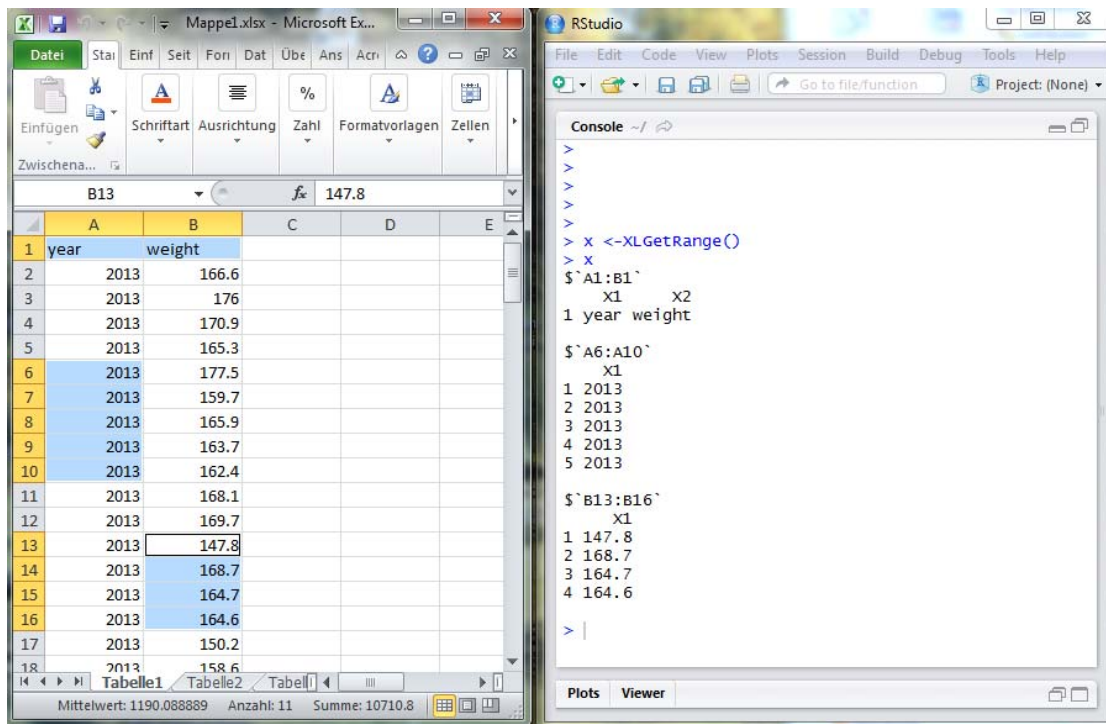 Mappe1.xlsx - Microsoft Ex...
Datei Star Einf Seit Forı Dat Übe Ans Acrı
Einfügen Schriftart Ausrichtung Zahl Formatvorlagen Zellen
Zwischena...
B13 fx 147.8
A B C D E
1 year weight
2 2013 166.6
3 2013 176
4 2013 170.9
5 2013 165.3
6 2013 177.5
7 2013 159.7
8 2013 165.9
9 2013 163.7
10 2013 162.4
11 2013 168.1
12 2013 169.7
13 2013 147.8
14 2013 168.7
15 2013 164.7
16 2013 164.6
17 2013 150.2
18 2013 158.6
Tabelle1 Tabelle2 Tabell
Mittelwert: 1190.088889 Anzahl: 11 Summe: 10710.8
RStudio
File Edit Code View Plots Session Build Debug Tools Help
Go to file/function Project: (None)
Console ~/
>
>
>
>
>
> x <-XLGetRange()
> x
$`A1:B1`
X1 X2
1 year weight
$`A6:A10`
X1
1 2013
2 2013
3 2013
4 2013
5 2013
$`B13:B16`
X1
1 147.8
2 168.7
3 164.7
4 164.6
>
Plots Viewer